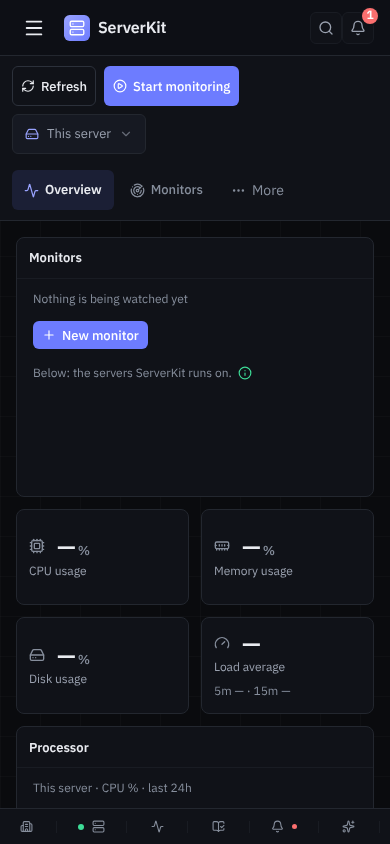 ServerKit
1
Refresh
Start monitoring
This server
Overview
Monitors
More
Monitors
Nothing is being watched yet
+ New monitor
Below: the servers ServerKit runs on.
— %
CPU usage
— %
Memory usage
— %
Disk usage
—
Load average
5m — · 15m —
Processor
This server · CPU % · last 24h